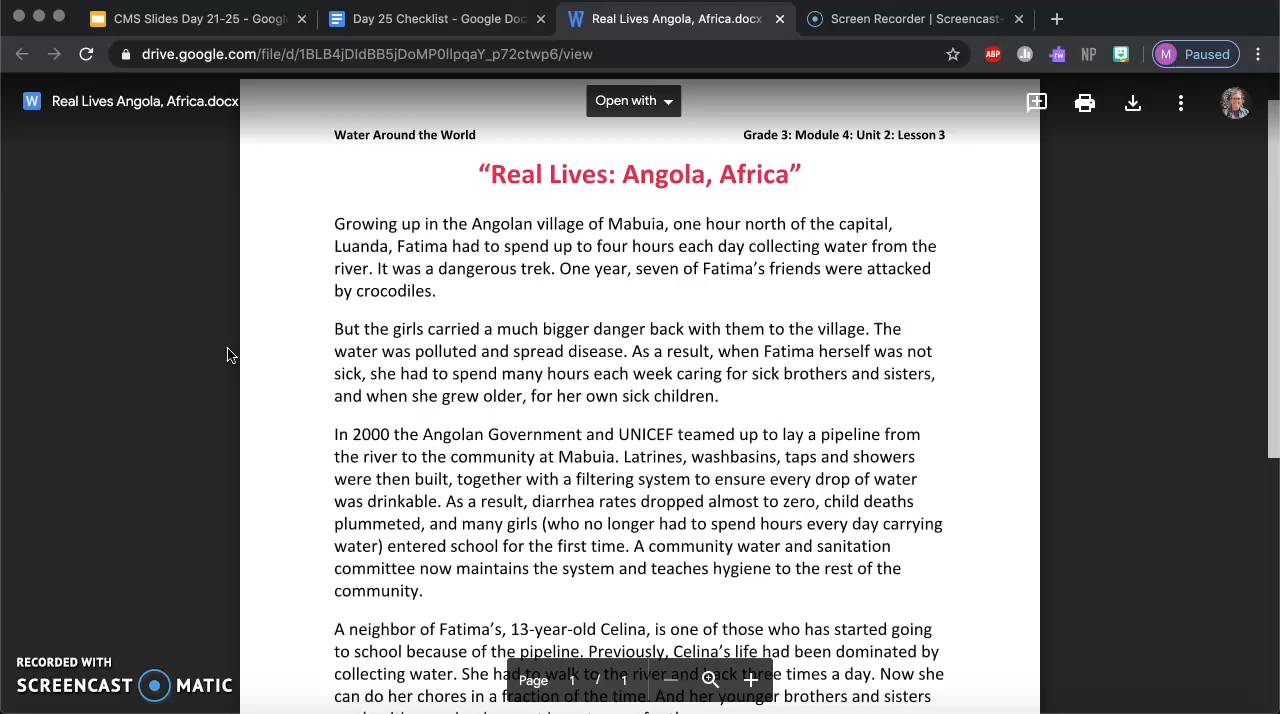 CMS Slides Day 21-25 - Googl
Day 25 Checklist - Google Doc
Real Lives Angola, Africa.docx
Screen Recorder | Screencast-
drive.google.com/file/d/1BLB4jDldBB5jDoMP0lIpqaY_p72ctwp6/view
ABP
rw
NP
M Paused
W Real Lives Angola, Africa.docx
Open with
Water Around the World Grade 3: Module 4: Unit 2: Lesson 3
“Real Lives: Angola, Africa”
Growing up in the Angolan village of Mabuia, one hour north of the capital,
Luanda, Fatima had to spend up to four hours each day collecting water from the
river. It was a dangerous trek. One year, seven of Fatima’s friends were attacked
by crocodiles.
But the girls carried a much bigger danger back with them to the village. The
water was polluted and spread disease. As a result, when Fatima herself was not
sick, she had to spend many hours each week caring for sick brothers and sisters,
and when she grew older, for her own sick children.
In 2000 the Angolan Government and UNICEF teamed up to lay a pipeline from
the river to the community at Mabuia. Latrines, washbasins, taps and showers
were then built, together with a filtering system to ensure every drop of water
was drinkable. As a result, diarrhea rates dropped almost to zero, child deaths
plummeted, and many girls (who no longer had to spend hours every day carrying
water) entered school for the first time. A community water and sanitation
committee now maintains the system and teaches hygiene to the rest of the
community.
A neighbor of Fatima’s, 13-year-old Celina, is one of those who has started going
to school because of the pipeline. Previously, Celina’s life had been dominated by
collecting water. She had to walk to the river and back three times a day. Now she
can do her chores in a fraction of the time. And her younger brothers and sisters
Page 1 / 1
RECORDED WITH
SCREENCAST MATIC